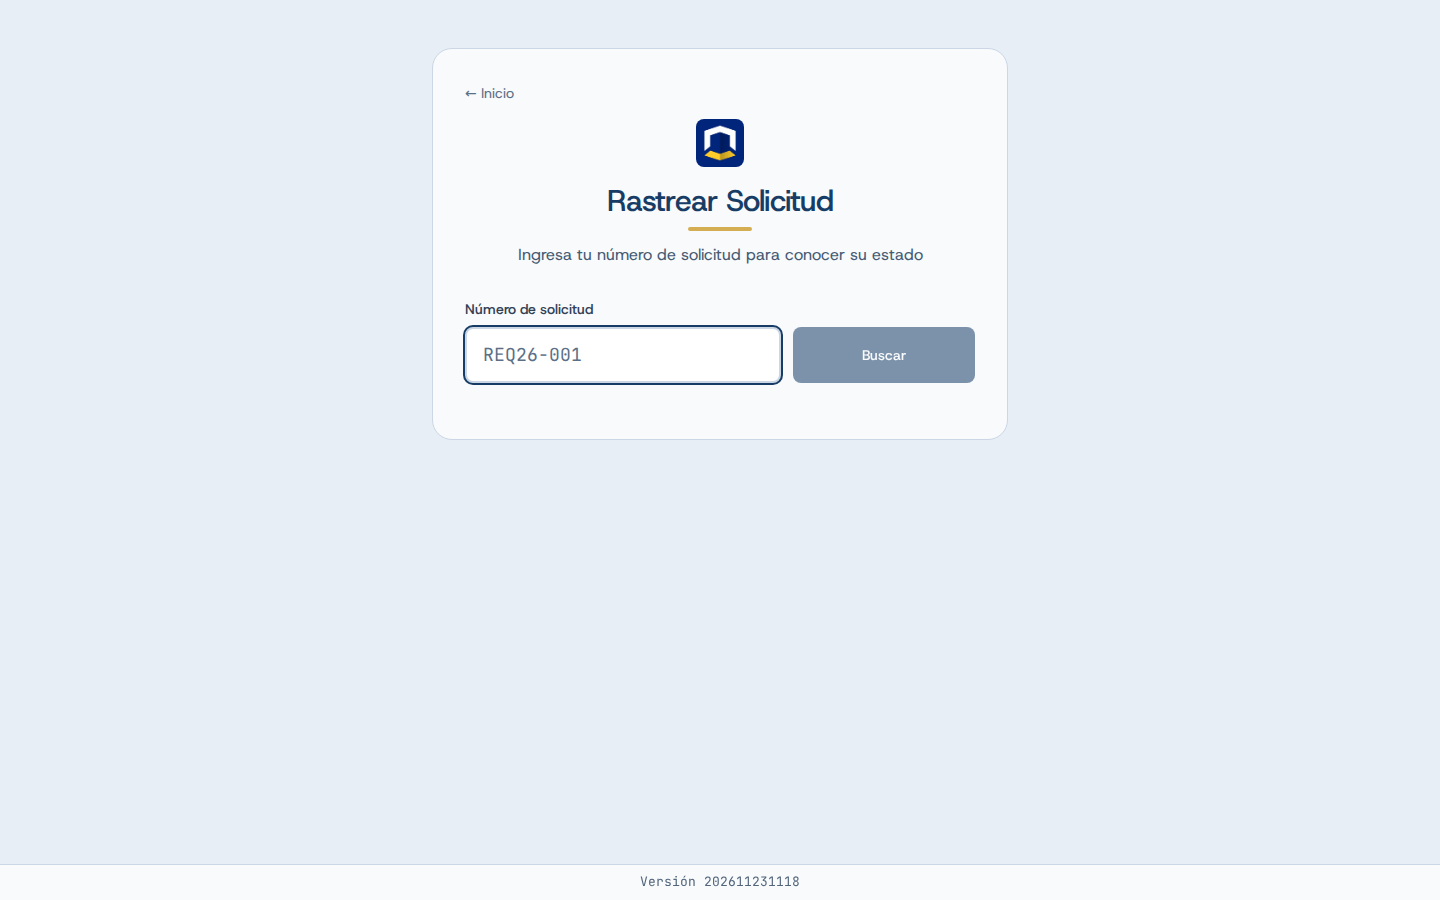 ← Inicio
Rastrear Solicitud
Ingresa tu número de solicitud para conocer su estado
Número de solicitud
REQ26-001
Buscar
Versión 202611231118